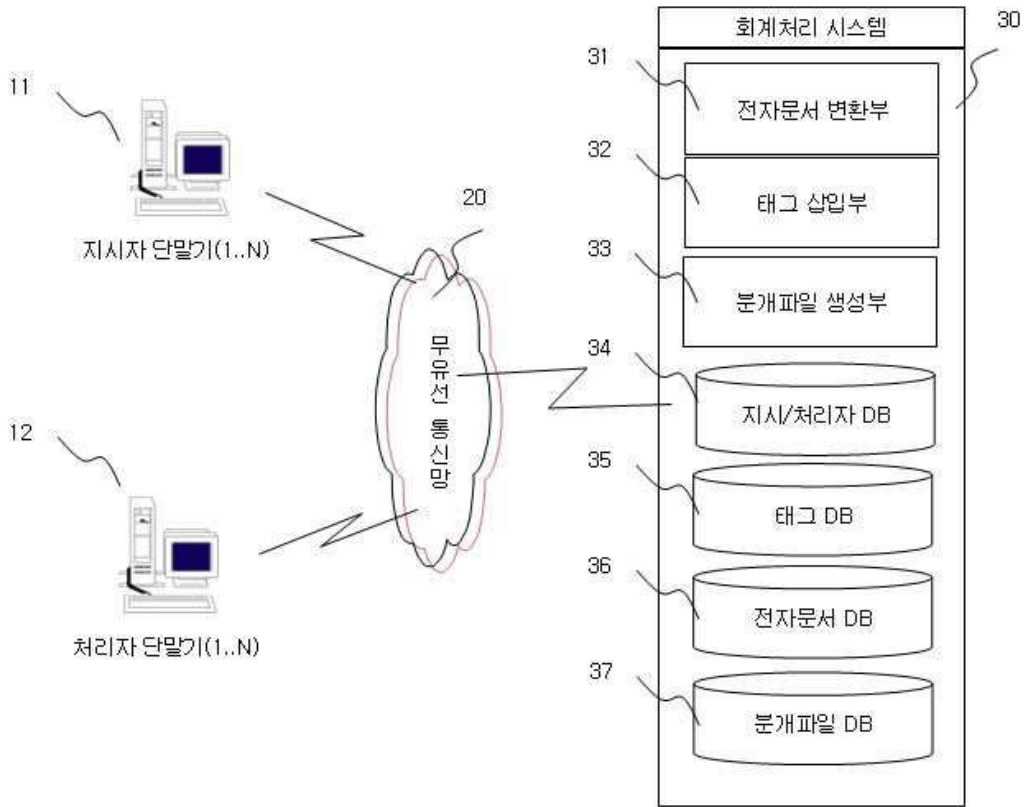 회계처리 시스템
30
31
전자문서 변환부
11
32
태그 삽입부
20
지시자 단말기(1..N)
33
분개파일 생성부
34
무유선 통신망
지시/처리자 DB
12
35
태그 DB
36
전자문서 DB
처리자 단말기(1..N)
37
분개파일 DB